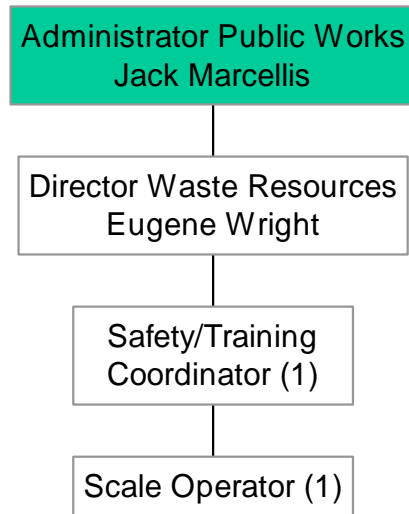 Administrator Public Works
Jack Marcellis
Director Waste Resources
Eugene Wright
Safety/Training
Coordinator (1)
Scale Operator (1)